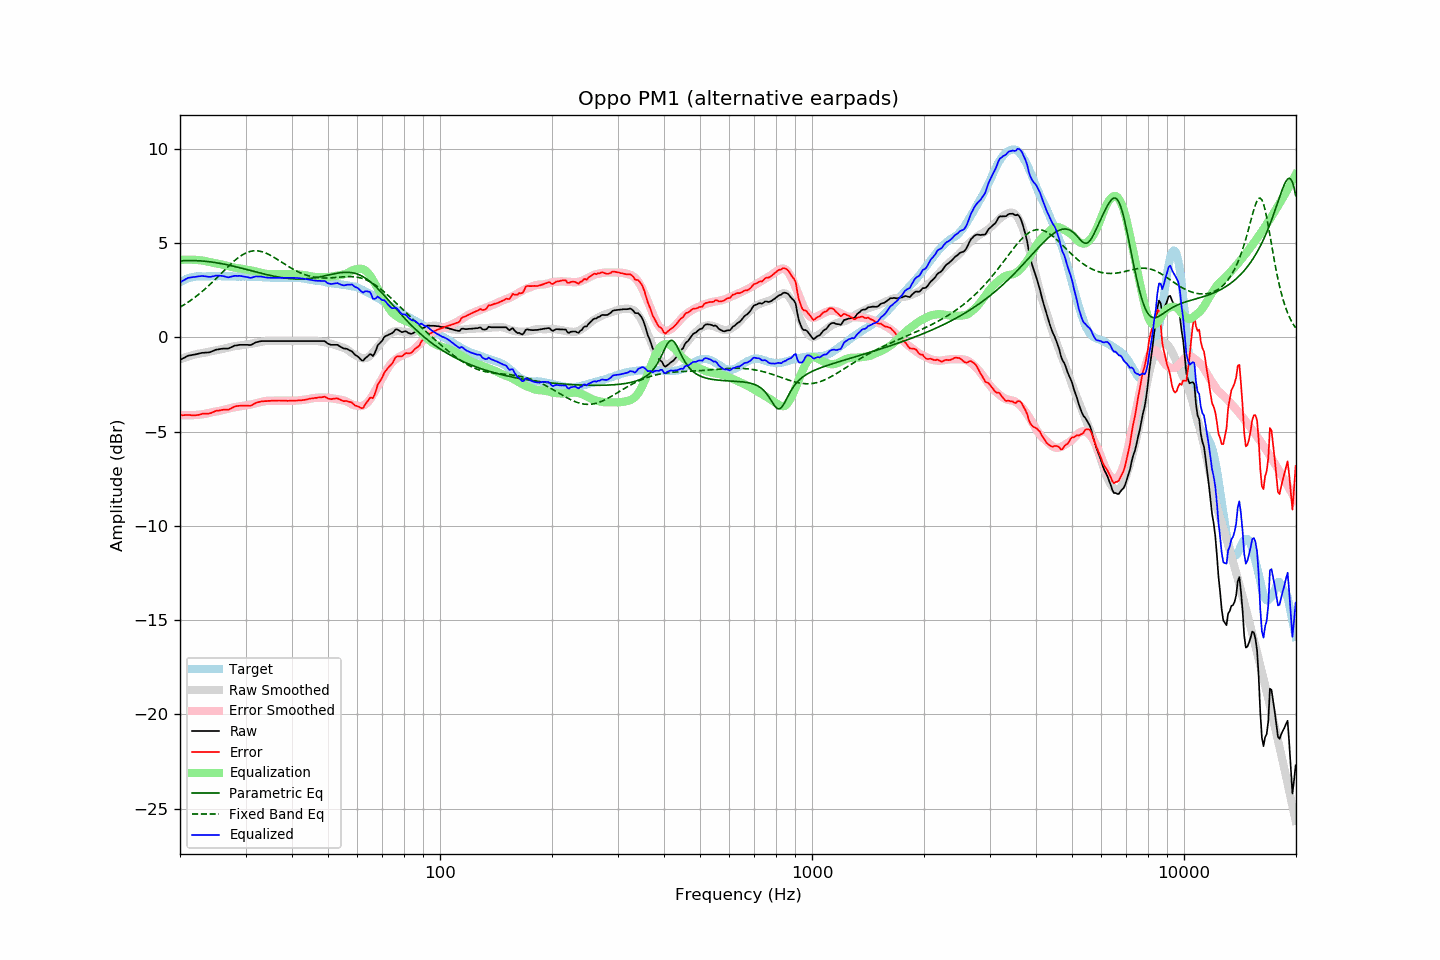 Oppo PM1 (alternative earpads)
10
5
0
−5
−10
−15
−20
−25
Amplitude (dBr)
Target
Raw Smoothed
Error Smoothed
Raw
Error
Equalization
Parametric Eq
Fixed Band Eq
Equalized
100
1000
10000
Frequency (Hz)